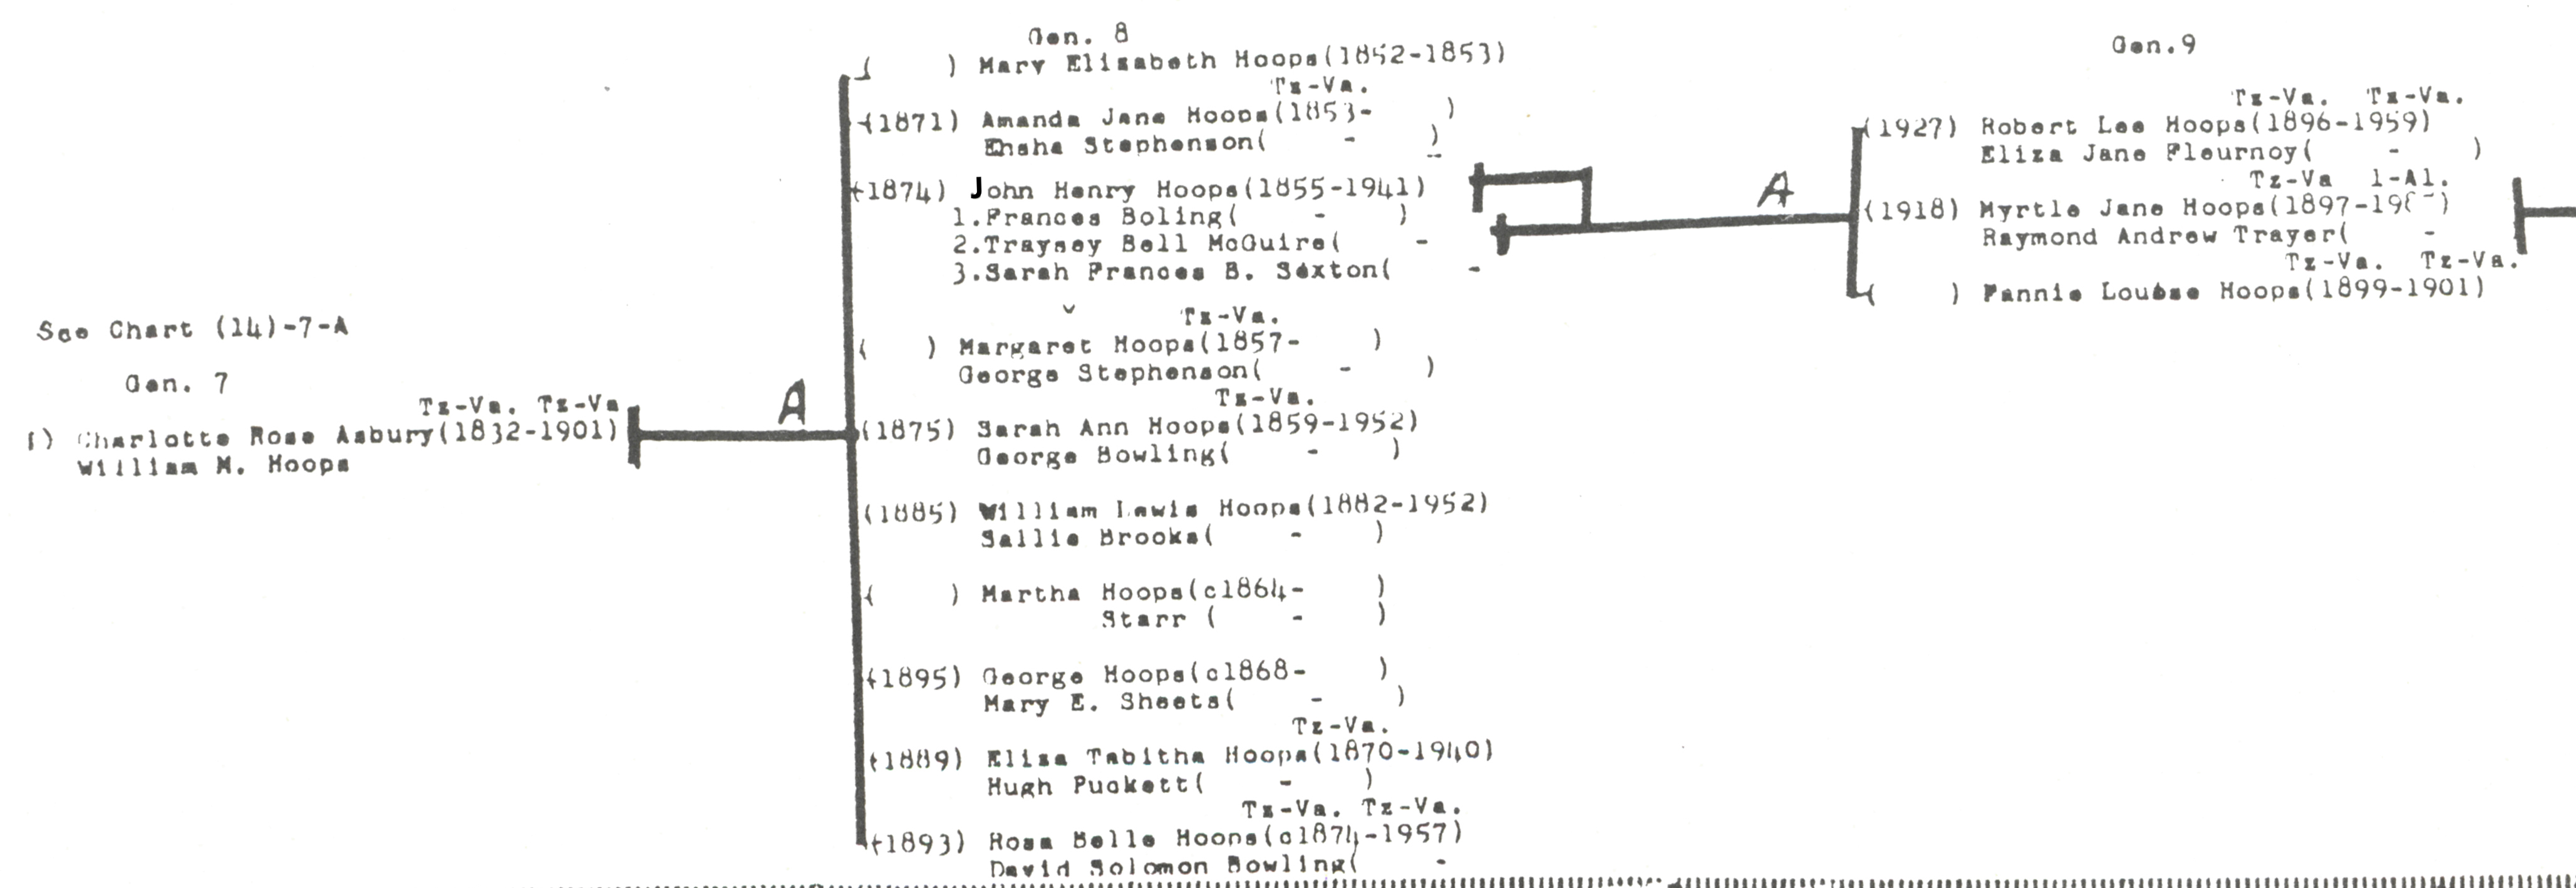 See Chart (14)-7-A
Gen. 7
Tz-Va. Tz-Va
1) Charlotte Rose Asbury(1832-1901)
William M. Hoops
A
Gen. 8
( ) Mary Elizabeth Hoops(1852-1853)
Tz-Va.
(1871) Amanda Jane Hoops(1853- )
Stephenson( - )
(1874) John Henry Hoops(1855-1941)
1.Frances Boling( - )
2.Traysey Bell McGuire( -
3.Sarah Frances B. Sexton( -
Tz-Va.
( ) Margaret Hoops(1857- )
George Stephenson( - )
Tz-Va.
(1875) Sarah Ann Hoops(1859-1952)
George Bowling( - )
(1885) William Lewis Hoops(1882-1952)
Sallie Brooks( - )
( ) Martha Hoops(c1864- )
Starr ( - )
(1895) George Hoops(c1868- )
Mary E. Sheets( - )
Tz-Va.
(1889) Eliza Tabitha Hoops(1870-1940)
Hugh Puckett( - )
Tz-Va. Tz-Va.
(1893) Rosa Belle Hoops(c1874-1957)
David Solomon Bowling( -
A
Gen.9
Tz-Va. Tz-Va.
(1927) Robert Lee Hoops(1896-1959)
Eliza Jane Flournoy( - )
Tz-Va 1-Al.
(1918) Myrtle Jane Hoops(1897-
Raymond Andrew Trayer( -
Tz-Va. Tz-Va.
( ) Fannie Louise Hoops(1899-1901)